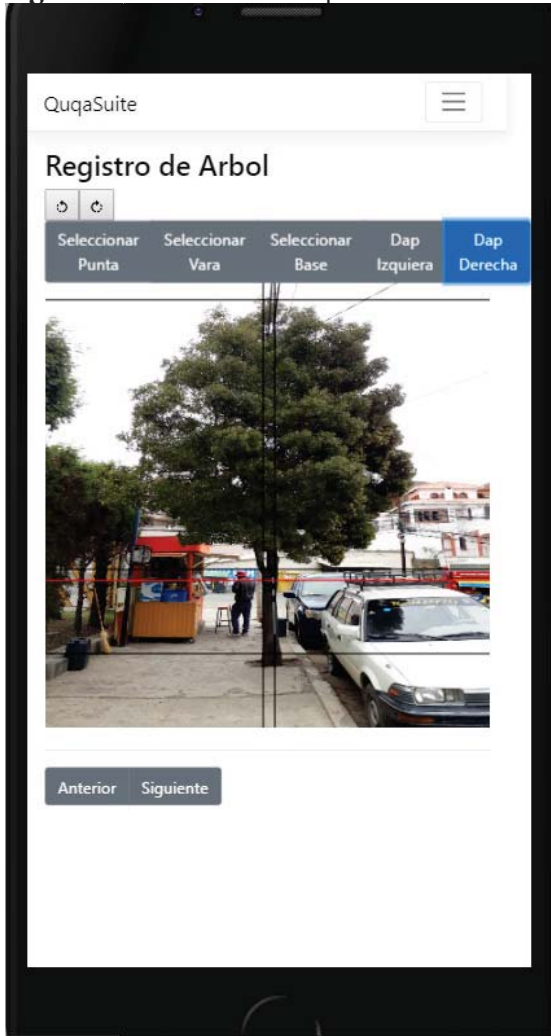 QuqaSuite
Registro de Arbol
Seleccionar Punta
Seleccionar Vara
Seleccionar Base
Dap Izquiera
Dap Derecha
Anterior
Siguiente